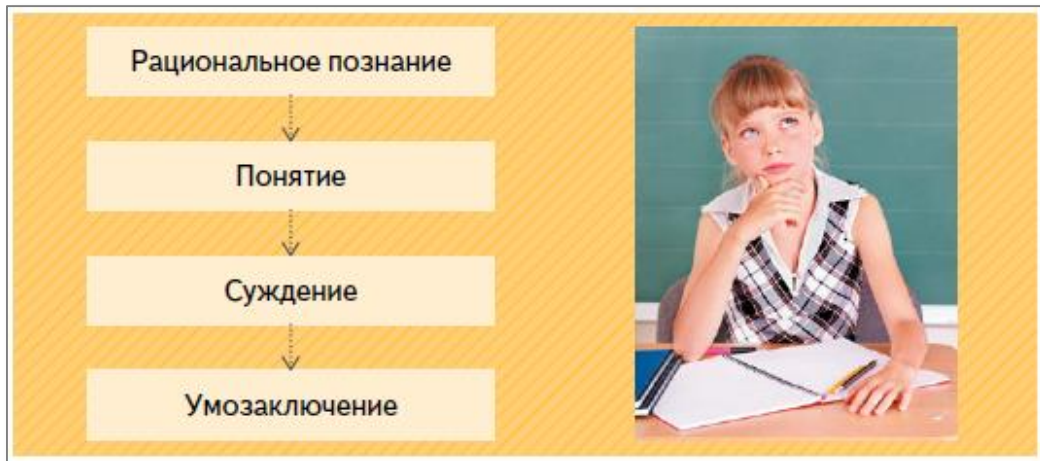 Рациональное познание
Понятие
Суждение
Умозаключение